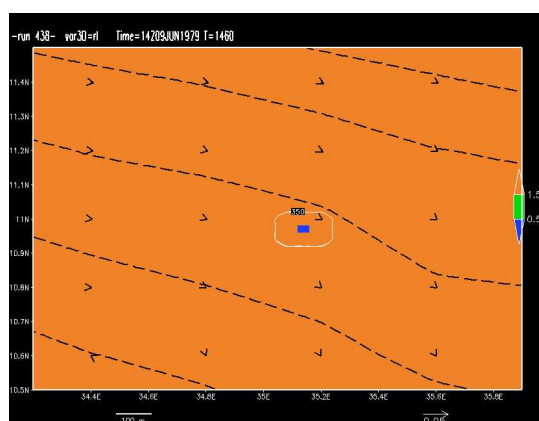 -run 438- var3D=rl Time=14Z09JUN1979 T=1460
11.4N
11.3N
11.2N
11.1N
11N
10.9N
10.8N
10.7N
10.6N
10.5N
350
1.5
0.5
34.4E 34.6E 34.8E 35E 35.2E 35.4E 35.6E 35.8E
100 m
0.05